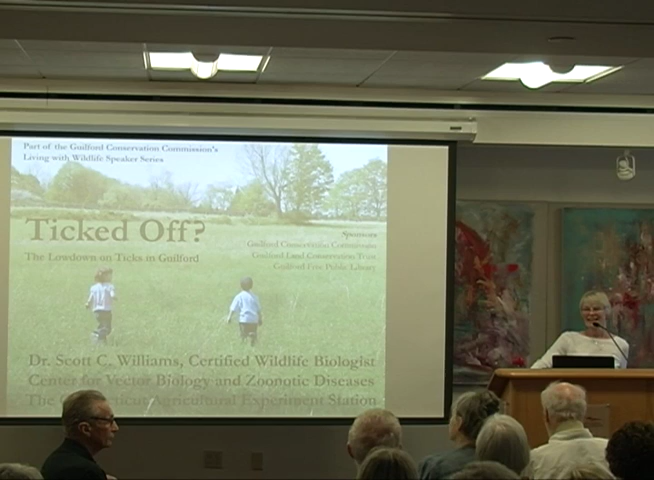 Part of the Guilford Conservation Commission's
Living with Wildlife Speaker Series
Ticked Off?
The Lowdown on Ticks in Guilford
Sponsors
Guilford Conservation Commission
Guilford Land Conservation Trust
Guilford Free Public Library
Dr. Scott C. Williams, Certified Wildlife Biologist
Center for Vector Biology and Zoonotic Diseases
The Connecticut Agricultural Experiment Station